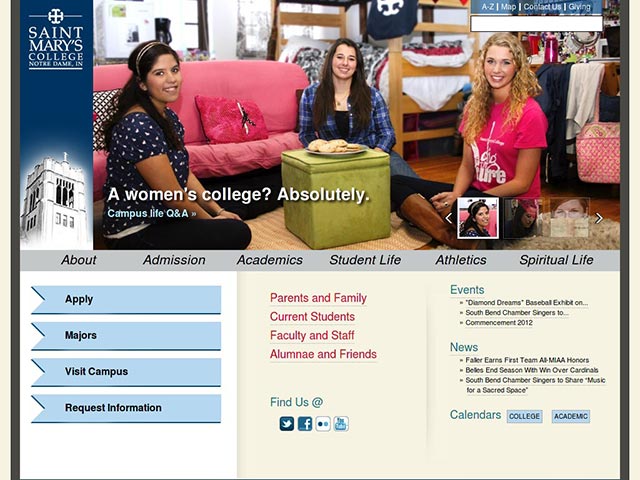 SAINT
MARY'S
COLLEGE
NOTRE DAME, IN
A-Z | Map | Contact Us | Giving
A women's college? Absolutely.
Campus life Q&A »
About Admission Academics Student Life Athletics Spiritual Life
Apply
Majors
Visit Campus
Request Information
Parents and Family
Current Students
Faculty and Staff
Alumnae and Friends
Find Us @
Events
» "Diamond Dreams" Baseball Exhibit on...
» South Bend Chamber Singers to...
» Commencement 2012
News
» Faller Earns First Team All-MIAA Honors
» Belles End Season With Win Over Cardinals
» South Bend Chamber Singers to Share "Music
for a Sacred Space"
Calendars COLLEGE ACADEMIC